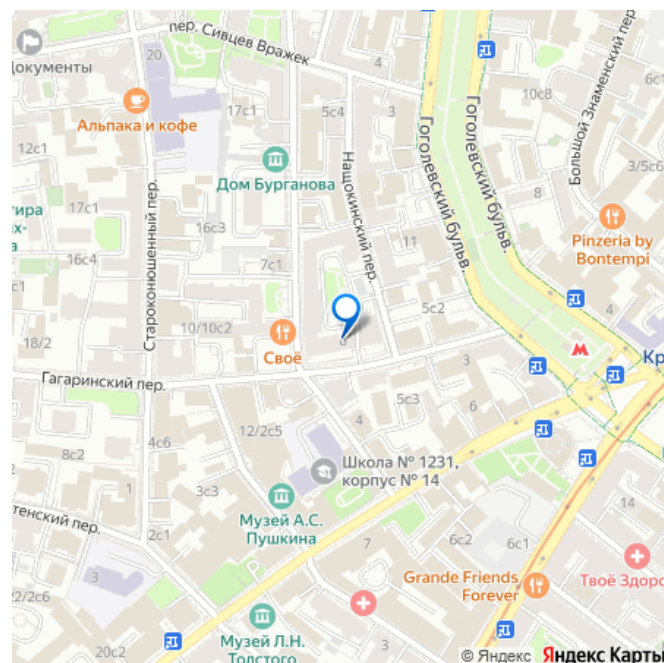 пер. Сивцев Вражек
20
Документы
Альпака и кофе
17с1
5с4
3
4
10с8
Гоголевский бульв.
Гоголевский бульв.
Большой Знаменский пер.
3/5с6
12с1
Дом Бурганова
Нащокинский пер.
8
17с1
16с3
Pinzeria by
Bontempi
11
7с1
16с4
Староконюшенный пер.
5с2
10/10с2
18/2
Своё
6
Кр
Гагаринский пер.
4
3
5с3
6
4с6
12/2с5
8с2
Школа № 1231,
корпус № 14
3с3
Музей А.С.
Пушкина
14
7
6с2
6с1
3
Grande Friends
Forever
Твоё Здоро
22/2с6
Музей Л.Н.
Толстого
20с2
© Яндекс Яндекс Карты